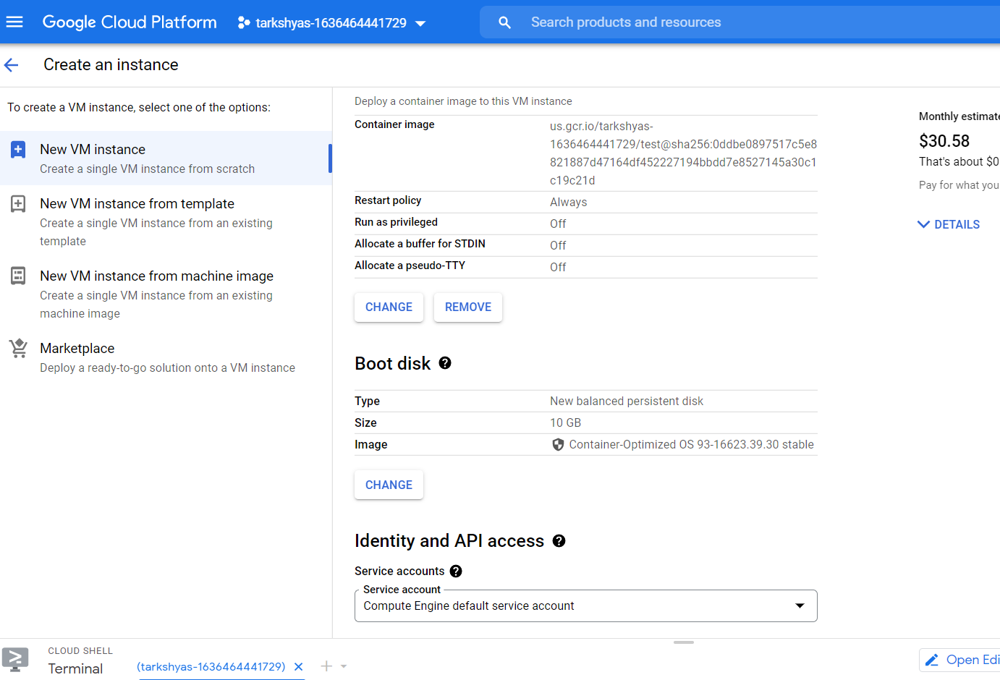 Google Cloud Platform
tarkshyas-1636464441729
Search products and resources
Create an instance
To create a VM instance, select one of the options:
New VM instance
Create a single VM instance from scratch
New VM instance from template
Create a single VM instance from an existing
template
New VM instance from machine image
Create a single VM instance from an existing
machine image
Marketplace
Deploy a ready-to-go solution onto a VM instance
Deploy a container image to this VM instance
Container image
us.gcr.io/tarkshyas-
1636464441729/test@sha256:0ddbe0897517c5e8
821887d47164df452227194bbdd7e8527145a30c1
c19c21d
Restart policy Always
Run as privileged Off
Allocate a buffer for STDIN Off
Allocate a pseudo-TTY Off
CHANGE REMOVE
Boot disk
Type New balanced persistent disk
Size 10 GB
Image Container-Optimized OS 93-16623.39.30 stable
CHANGE
Identity and API access
Service accounts
Service account
Compute Engine default service account
Monthly estimate
$30.58
That's about $0
Pay for what you
DETAILS
CLOUD SHELL
Terminal
(tarkshyas-1636464441729)
Open Edi